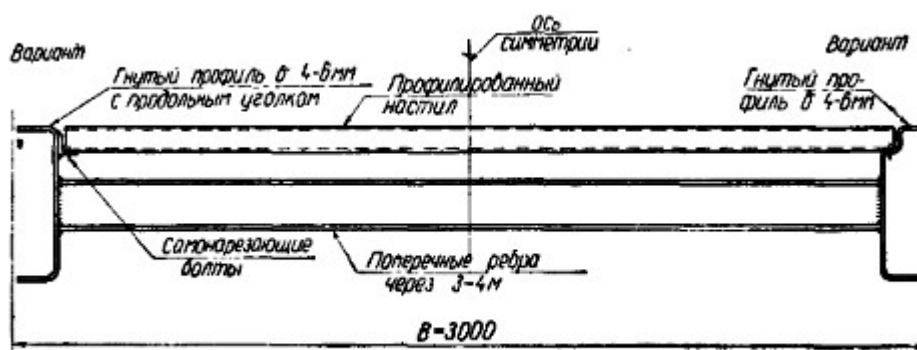 Ось
симметрии
Вариант
Вариант
Гнутый профиль δ 4-6мм
с продольным уголком
Профилированный
настил
Гнутый про-
филь δ 4-6мм
Самонарезающие
болты
Поперечные ребра
через 3-4м
В=3000